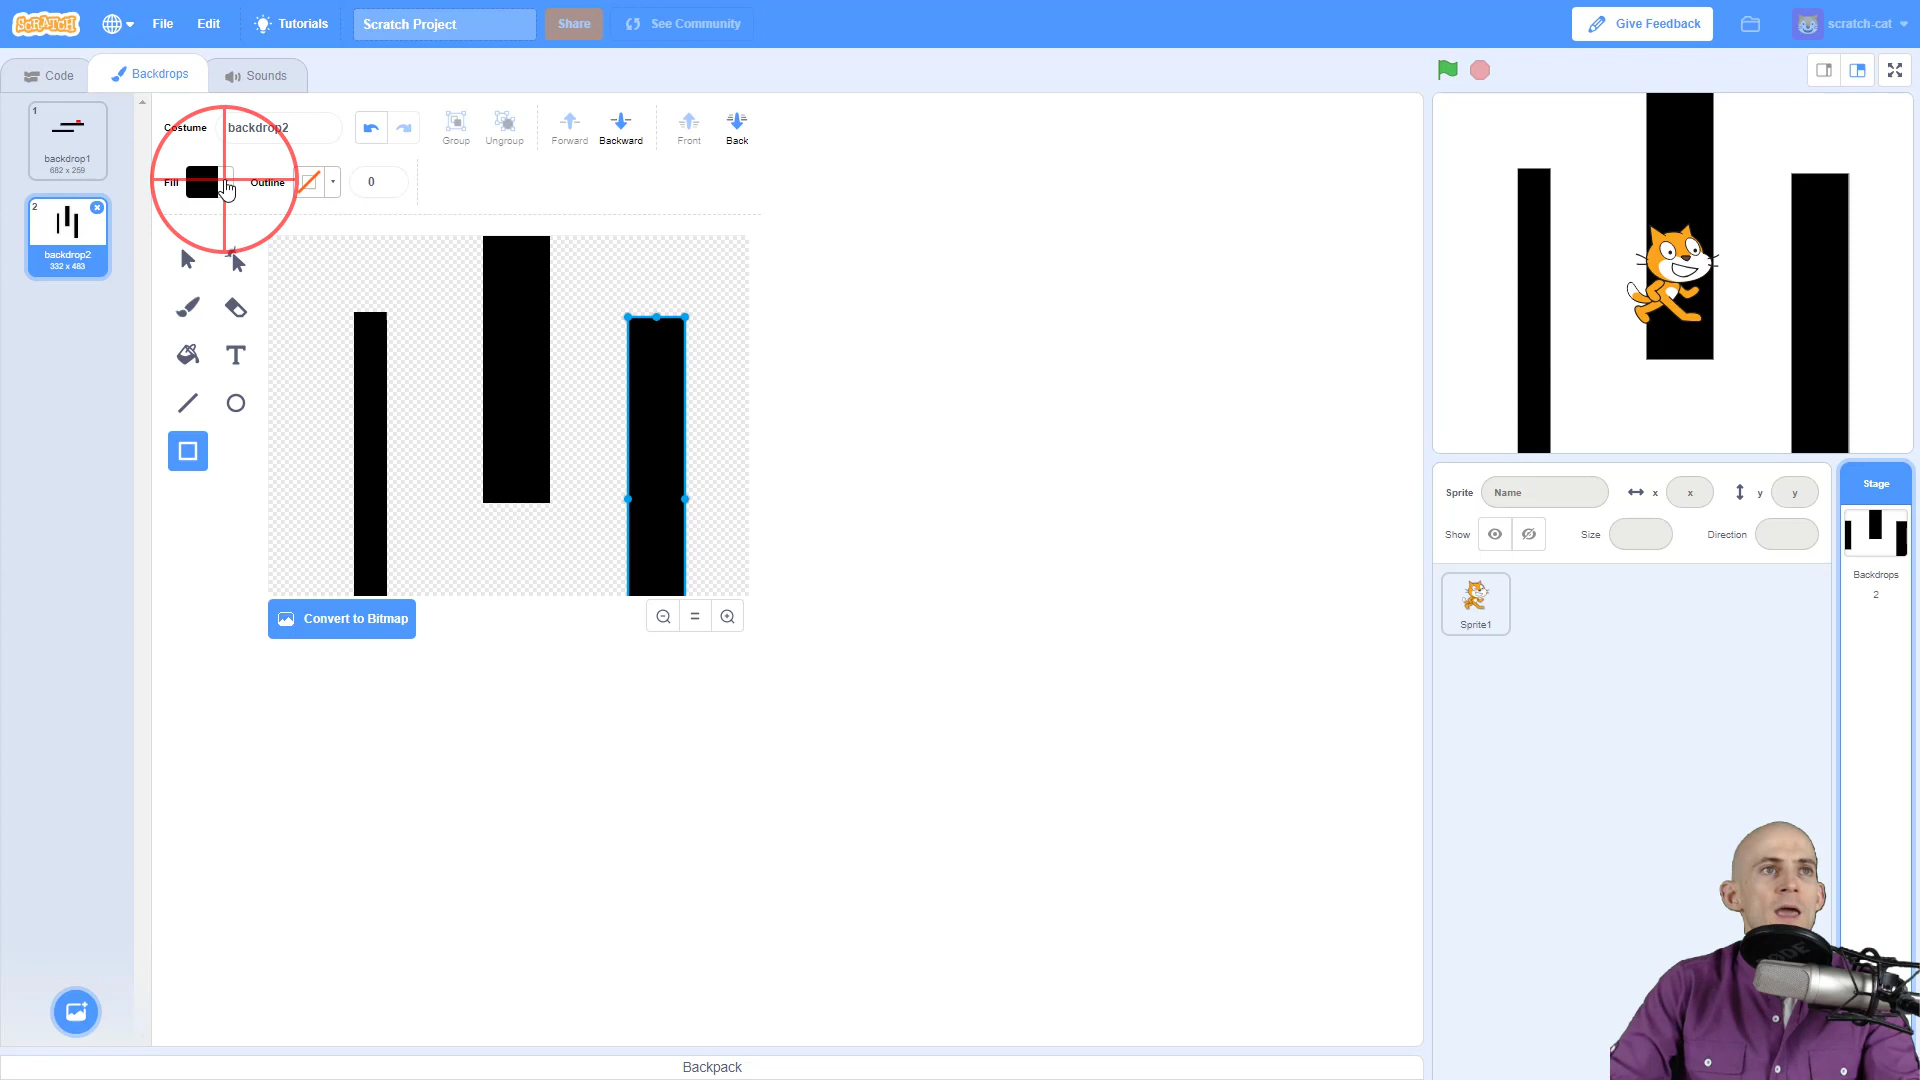 SCRATCH
File
Edit
Tutorials
Scratch Project
Share
See Community
Give Feedback
scratch-cat
Code
Backdrops
Sounds
1
backdrop1
682 x 259
2
backdrop2
332 x 483
Costume
backdrop2
Group
Ungroup
Forward
Backward
Front
Back
Fill
Outline
0
T
Convert to Bitmap
Sprite
Name
x
x
y
y
Show
Size
Direction
Sprite1
Stage
Backdrops
2
Backpack